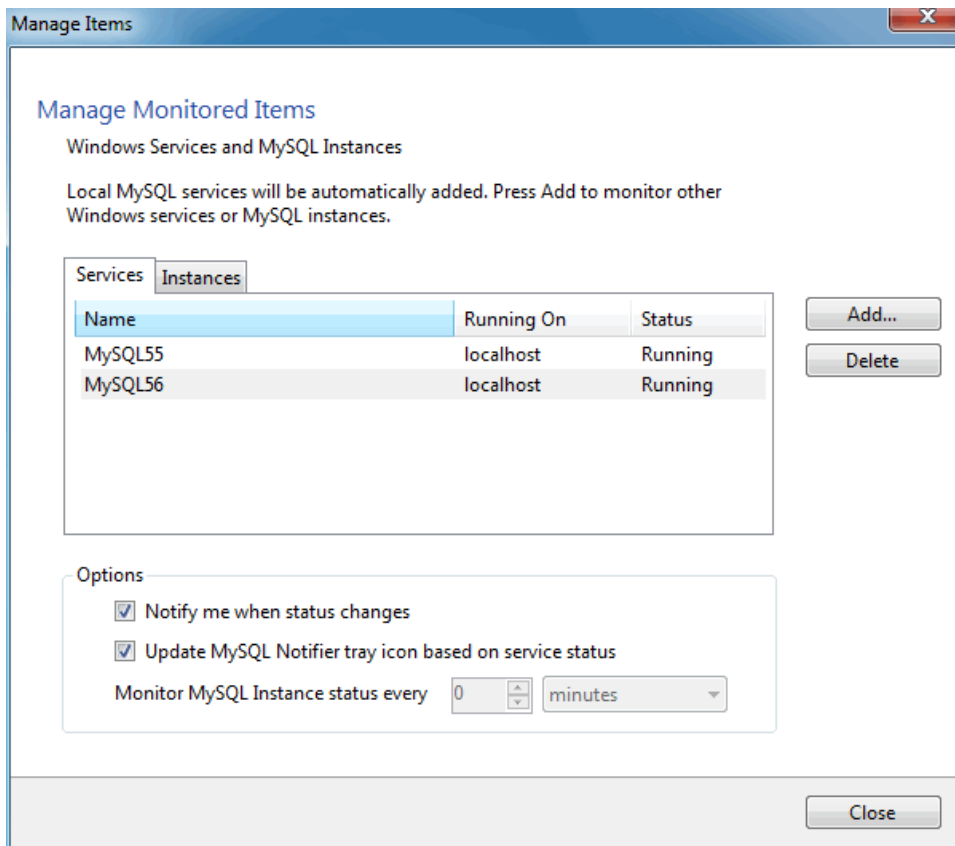 Manage Items
X
Manage Monitored Items
Windows Services and MySQL Instances
Local MySQL services will be automatically added. Press Add to monitor other
Windows services or MySQL instances.
Services Instances
Name Running On Status
Add...
MySQL55 localhost Running
Delete
MySQL56 localhost Running
Options
Notify me when status changes
Update MySQL Notifier tray icon based on service status
Monitor MySQL Instance status every 0 minutes
Close